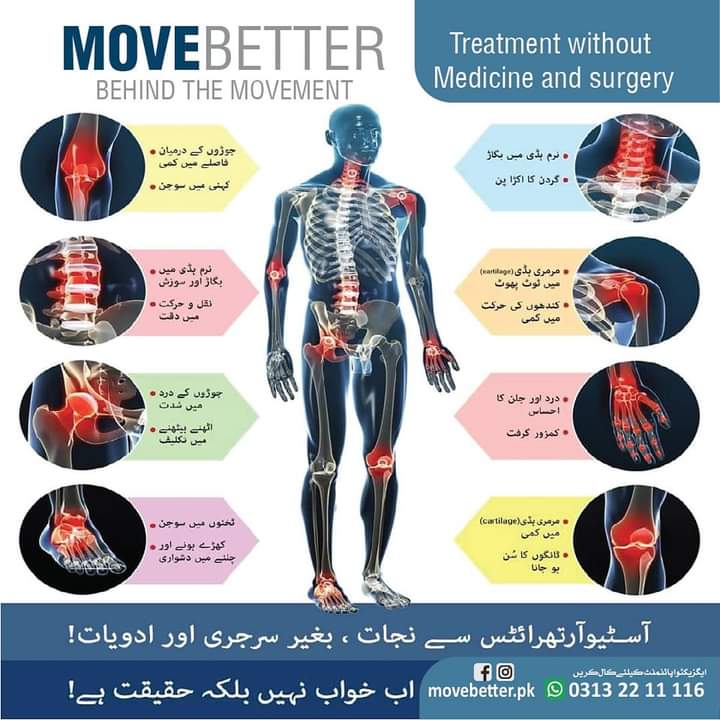 MOVEBETTER
BEHIND THE MOVEMENT
Treatment without
Medicine and surgery
جوڑوں کے درمیان
فاصلے میں کمی
کہنی میں سوجن
نرم ہڈی میں بگاڑ
گردن کا اکڑا پن
نرم ہڈی میں
بگاڑ اور سوزش
نقل و حرکت
میں دقت
مرمری ہڈی (cartilage)
میں ٹوٹ پھوٹ
کندھوں کی حرکت
میں کمی
جوڑوں کے درد
میں شدت
اٹھنے بیٹھنے
میں تکلیف
درد اور جلن کا
احساس
کمزور گرفت
ٹخنوں میں سوجن
کھڑے ہونے اور
چلنے میں دشواری
مرمری ہڈی (cartilage)
میں کمی
ٹانگوں کا سُن
ہو جانا
آسٹیوآرتھرائٹس سے نجات ، بغیر سرجری اور ادویات!
اب خواب نہیں بلکہ حقیقت ہے!
ایگزیکٹو اپائنمنٹ کیلئے کال کریں
movebetter.pk 0313 22 11 116